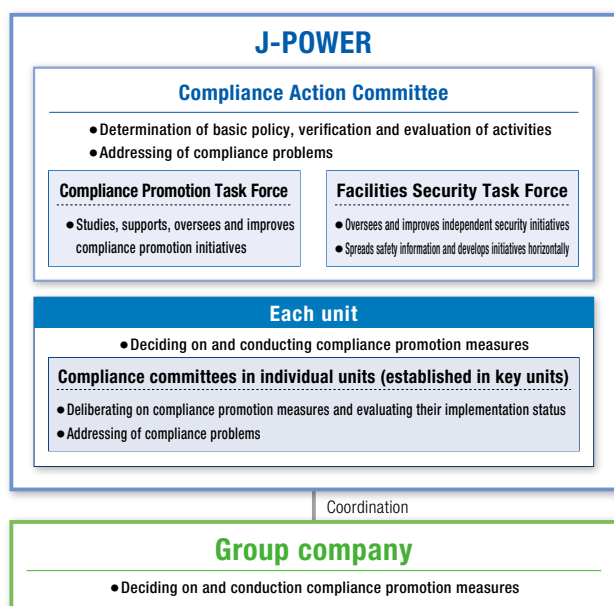 J-POWER
Compliance Action Committee
●Determination of basic policy, verification and evaluation of activities
●Addressing of compliance problems
Compliance Promotion Task Force
●Studies, supports, oversees and improves
compliance promotion initiatives
Facilities Security Task Force
●Oversees and improves independent security initiatives
●Spreads safety information and develops initiatives horizontally
Each unit
●Deciding on and conducting compliance promotion measures
Compliance committees in individual units (established in key units)
●Deliberating on compliance promotion measures and evaluating their implementation status
●Addressing of compliance problems
Coordination
Group company
●Deciding on and conduction compliance promotion measures